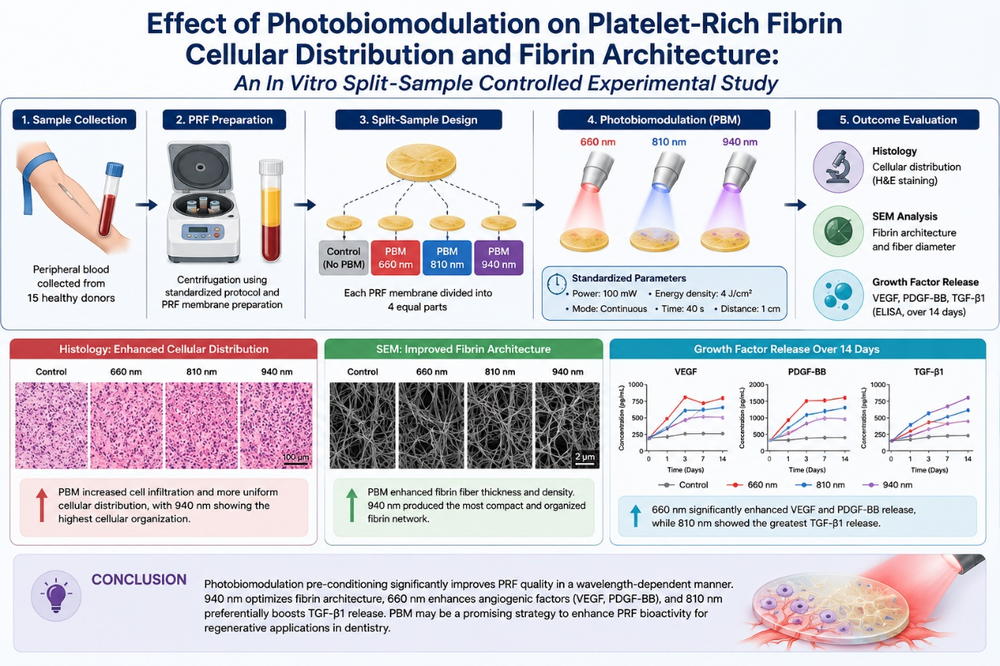 Effect of Photobiomodulation on Platelet-Rich Fibrin
Cellular Distribution and Fibrin Architecture:
An In Vitro Split-Sample Controlled Experimental Study
1. Sample Collection
Peripheral blood
collected from
15 healthy donors
2. PRF Preparation
Centrifugation using
standardized protocol and
PRF membrane preparation
3. Split-Sample Design
Control
(No PBM)
PBM
660 nm
PBM
810 nm
PBM
940 nm
Each PRF membrane divided into
4 equal parts
4. Photobiomodulation (PBM)
660 nm
810 nm
940 nm
Standardized Parameters
• Power: 100 mW • Energy density: 4 J/cm²
• Mode: Continuous • Time: 40 s • Distance: 1 cm
5. Outcome Evaluation
Histology
Cellular distribution
(H&E staining)
SEM Analysis
Fibrin architecture
and fiber diameter
Growth Factor Release
VEGF, PDGF-BB, TGF-β1
(ELISA, over 14 days)
Histology: Enhanced Cellular Distribution
Control 660 nm 810 nm 940 nm
100 μm
PBM increased cell infiltration and more uniform
cellular distribution, with 940 nm showing the
highest cellular organization.
SEM: Improved Fibrin Architecture
Control 660 nm 810 nm 940 nm
2 μm
PBM enhanced fibrin fiber thickness and density.
940 nm produced the most compact and organized
fibrin network.
Growth Factor Release Over 14 Days
VEGF
Concentration (pg/mL)
1000
750
500
250
0
0 1 3 7 14
Time (Days)
PDGF-BB
Concentration (pg/mL)
2000
1500
1000
500
0
0 1 3 7 14
Time (Days)
TGF-β1
Concentration (pg/mL)
1000
750
500
250
0
0 1 3 7 14
Time (Days)
Control 660 nm 810 nm 940 nm
660 nm significantly enhanced VEGF and PDGF-BB release,
while 810 nm showed the greatest TGF-β1 release.
CONCLUSION
Photobiomodulation pre-conditioning significantly improves PRF quality in a wavelength-dependent manner.
940 nm optimizes fibrin architecture, 660 nm enhances angiogenic factors (VEGF, PDGF-BB), and 810 nm
preferentially boosts TGF-β1 release. PBM may be a promising strategy to enhance PRF bioactivity for
regenerative applications in dentistry.